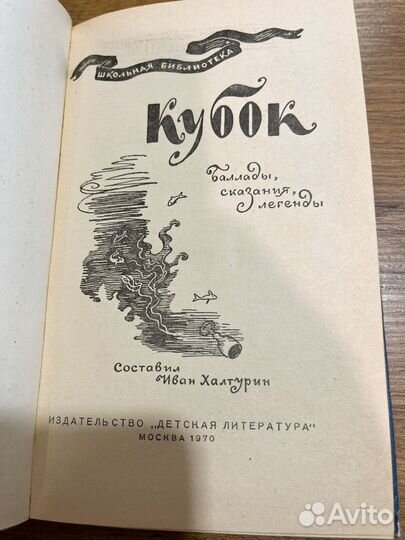 ШКОЛЬНАЯ БИБЛИОТЕКА
Кубок
Баллады,
сказания,
легенды
Составил
Иван Халтурин
ИЗДАТЕЛЬСТВО „ДЕТСКАЯ ЛИТЕРАТУРА“
МОСКВА 1970
Avito